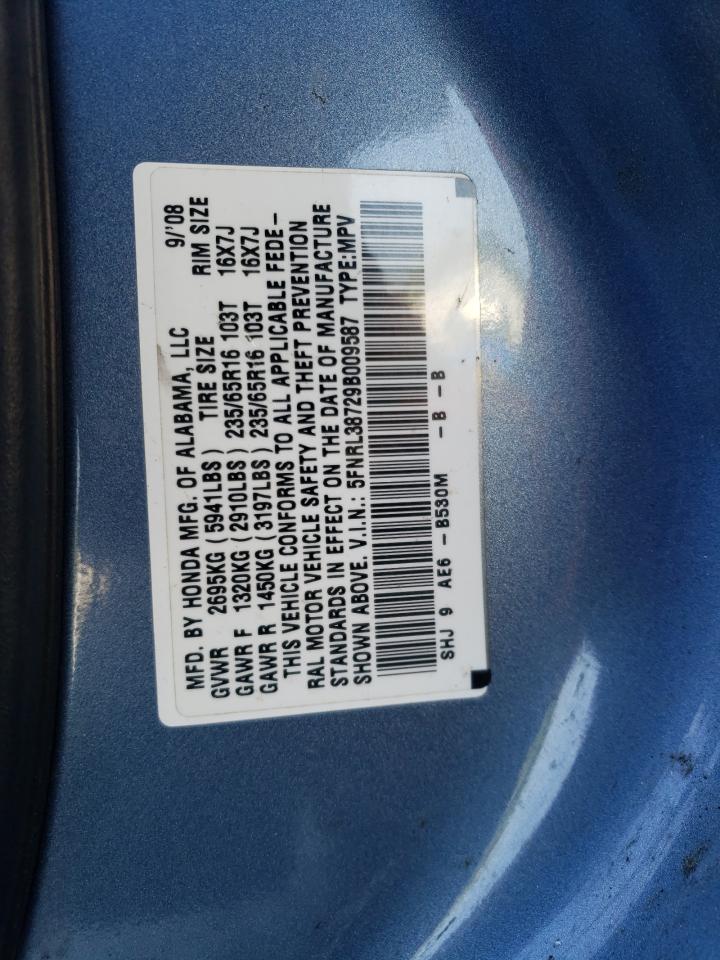 MFD. BY HONDA MFG. OF ALABAMA, LLC 9/'08
GVWR 2695KG (5941LBS) TIRE SIZE RIM SIZE
GAWR F 1320KG (2910LBS) 235/65R16 103T 16X7J
GAWR R 1450KG (3197LBS) 235/65R16 103T 16X7J
THIS VEHICLE CONFORMS TO ALL APPLICABLE FEDE-
RAL MOTOR VEHICLE SAFETY AND THEFT PREVENTION
STANDARDS IN EFFECT ON THE DATE OF MANUFACTURE
SHOWN ABOVE. V.I.N.: 5FNRL38729B009587 TYPE:MPV
SHJ 9 AE6 -B530M -B -B